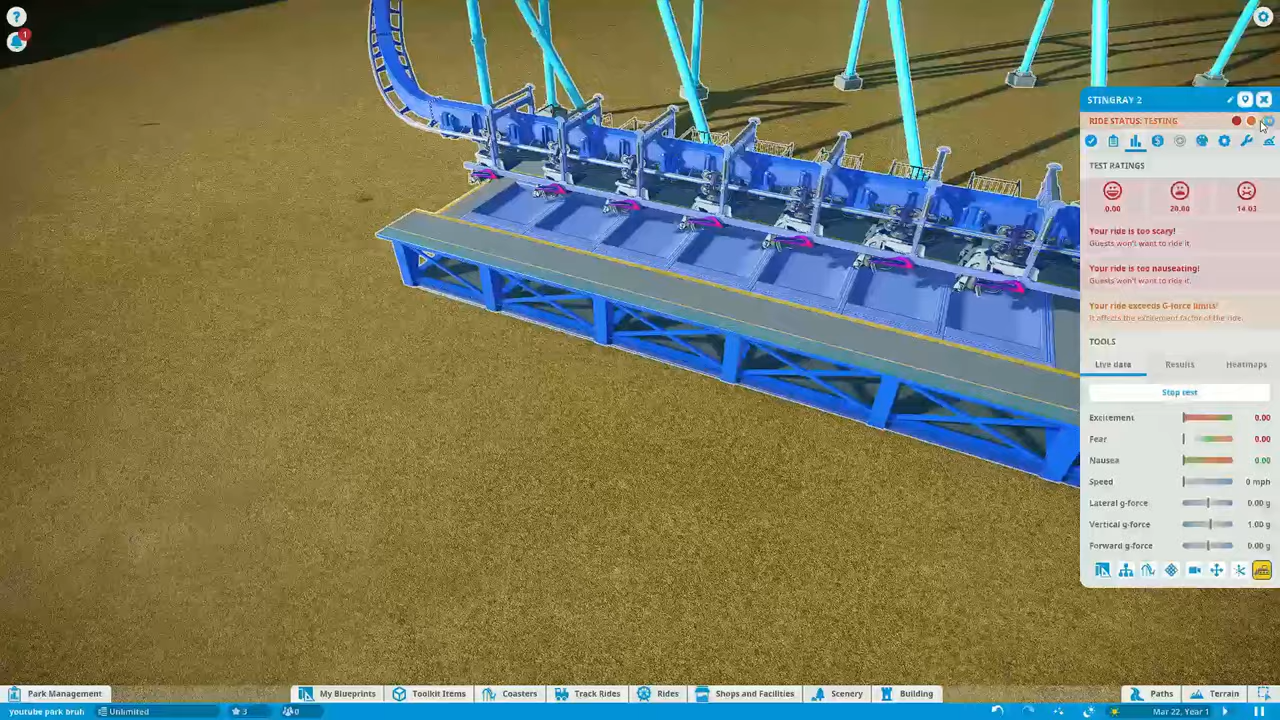 ?
1
STINGRAY 2
RIDE STATUS: TESTING
TEST RATINGS
0.00 20.60 14.03
Your ride is too scary!
Guests won't want to ride it.
Your ride is too nauseating!
Guests won't want to ride it.
Your ride exceeds G-force limits!
It affects the excitement factor of the ride.
TOOLS
Live data Results Heatmaps
Stop test
Excitement 0.00
Fear 0.00
Nausea 0.00
Speed 0 mph
Lateral g-force 0.00 g
Vertical g-force 1.00 g
Forward g-force 0.00 g
Park Management My Blueprints Toolkit Items Coasters Track Rides Rides Shops and Facilities Scenery Building Paths Terrain
youtube park bruh Unlimited 3 0 Mar 22, Year 1